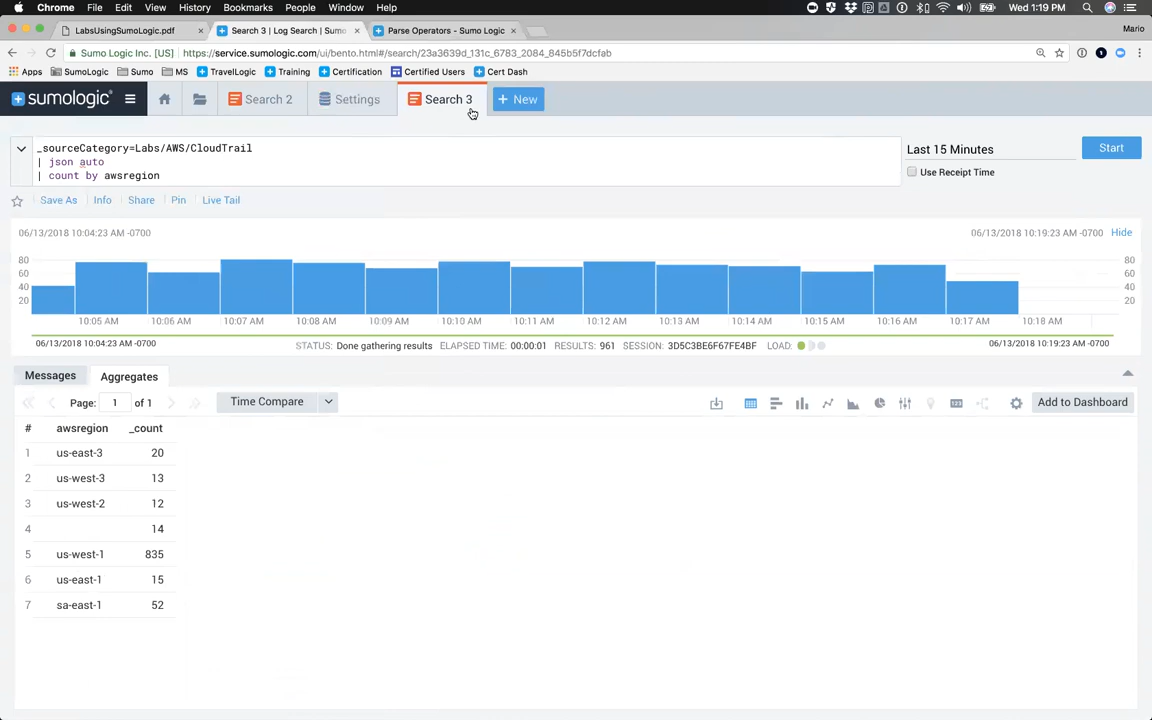 Chrome File Edit View History Bookmarks People Window Help Wed 1:19 PM
LabsUsingSumoLogic.pdf Search 3 | Log Search | Sumo Parse Operators - Sumo Logic Mario
Sumo Logic Inc. [US] https://service.sumologic.com/ui/bento.html#/search/23a3639d_131c_6783_2084_845b5f7dcfab
Apps SumoLogic Sumo MS TravelLogic Training Certification Certified Users Cert Dash
sumologic Search 2 Settings Search 3 + New
_sourceCategory=Labs/AWS/CloudTrail
| json auto
| count by awsregion
Last 15 Minutes Start
Use Receipt Time
Save As Info Share Pin Live Tail
06/13/2018 10:04:23 AM -0700 06/13/2018 10:19:23 AM -0700 Hide
80 80
60 60
40 40
20 20
10:05 AM 10:06 AM 10:07 AM 10:08 AM 10:09 AM 10:10 AM 10:11 AM 10:12 AM 10:13 AM 10:14 AM 10:15 AM 10:16 AM 10:17 AM 10:18 AM
06/13/2018 10:04:23 AM -0700 STATUS: Done gathering results ELAPSED TIME: 00:00:01 RESULTS: 961 SESSION: 3D5C3BE6F67FE4BF LOAD: 06/13/2018 10:19:23 AM -0700
Messages Aggregates
Page: 1 of 1 Time Compare Add to Dashboard
# awsregion _count
1 us-east-3 20
2 us-west-3 13
3 us-west-2 12
4 14
5 us-west-1 835
6 us-east-1 15
7 sa-east-1 52